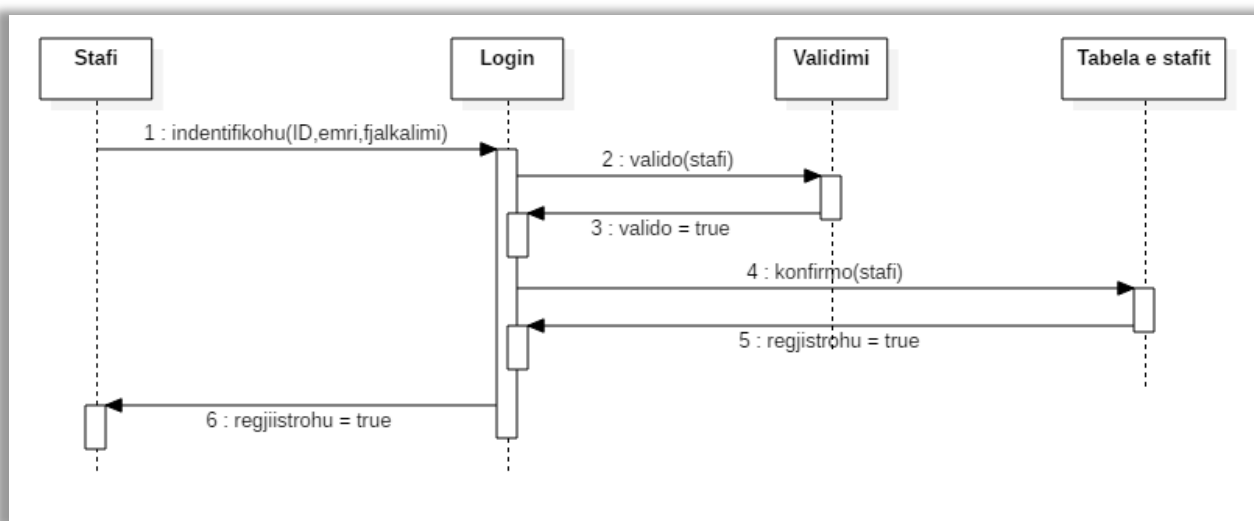 Stafi
Login
Validimi
Tabela e stafit
1 : indentifikohu(ID,emri,fjalkalimi)
2 : valido(stafi)
3 : valido = true
4 : konfirmo(stafi)
5 : regjistrohu = true
6 : regjiistrohu = true